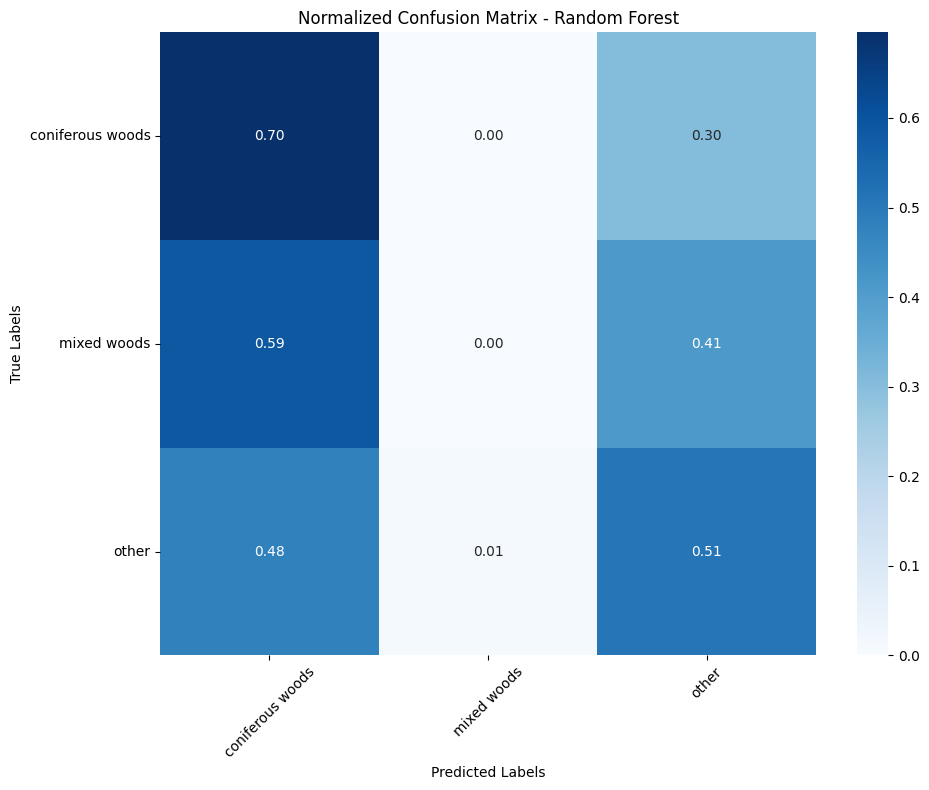 Normalized Confusion Matrix - Random Forest
coniferous woods
0.70
0.00
0.30
mixed woods
0.59
0.00
0.41
other
0.48
0.01
0.51
True Labels
coniferous woods
mixed woods
other
Predicted Labels
0.6
0.5
0.4
0.3
0.2
0.1
0.0